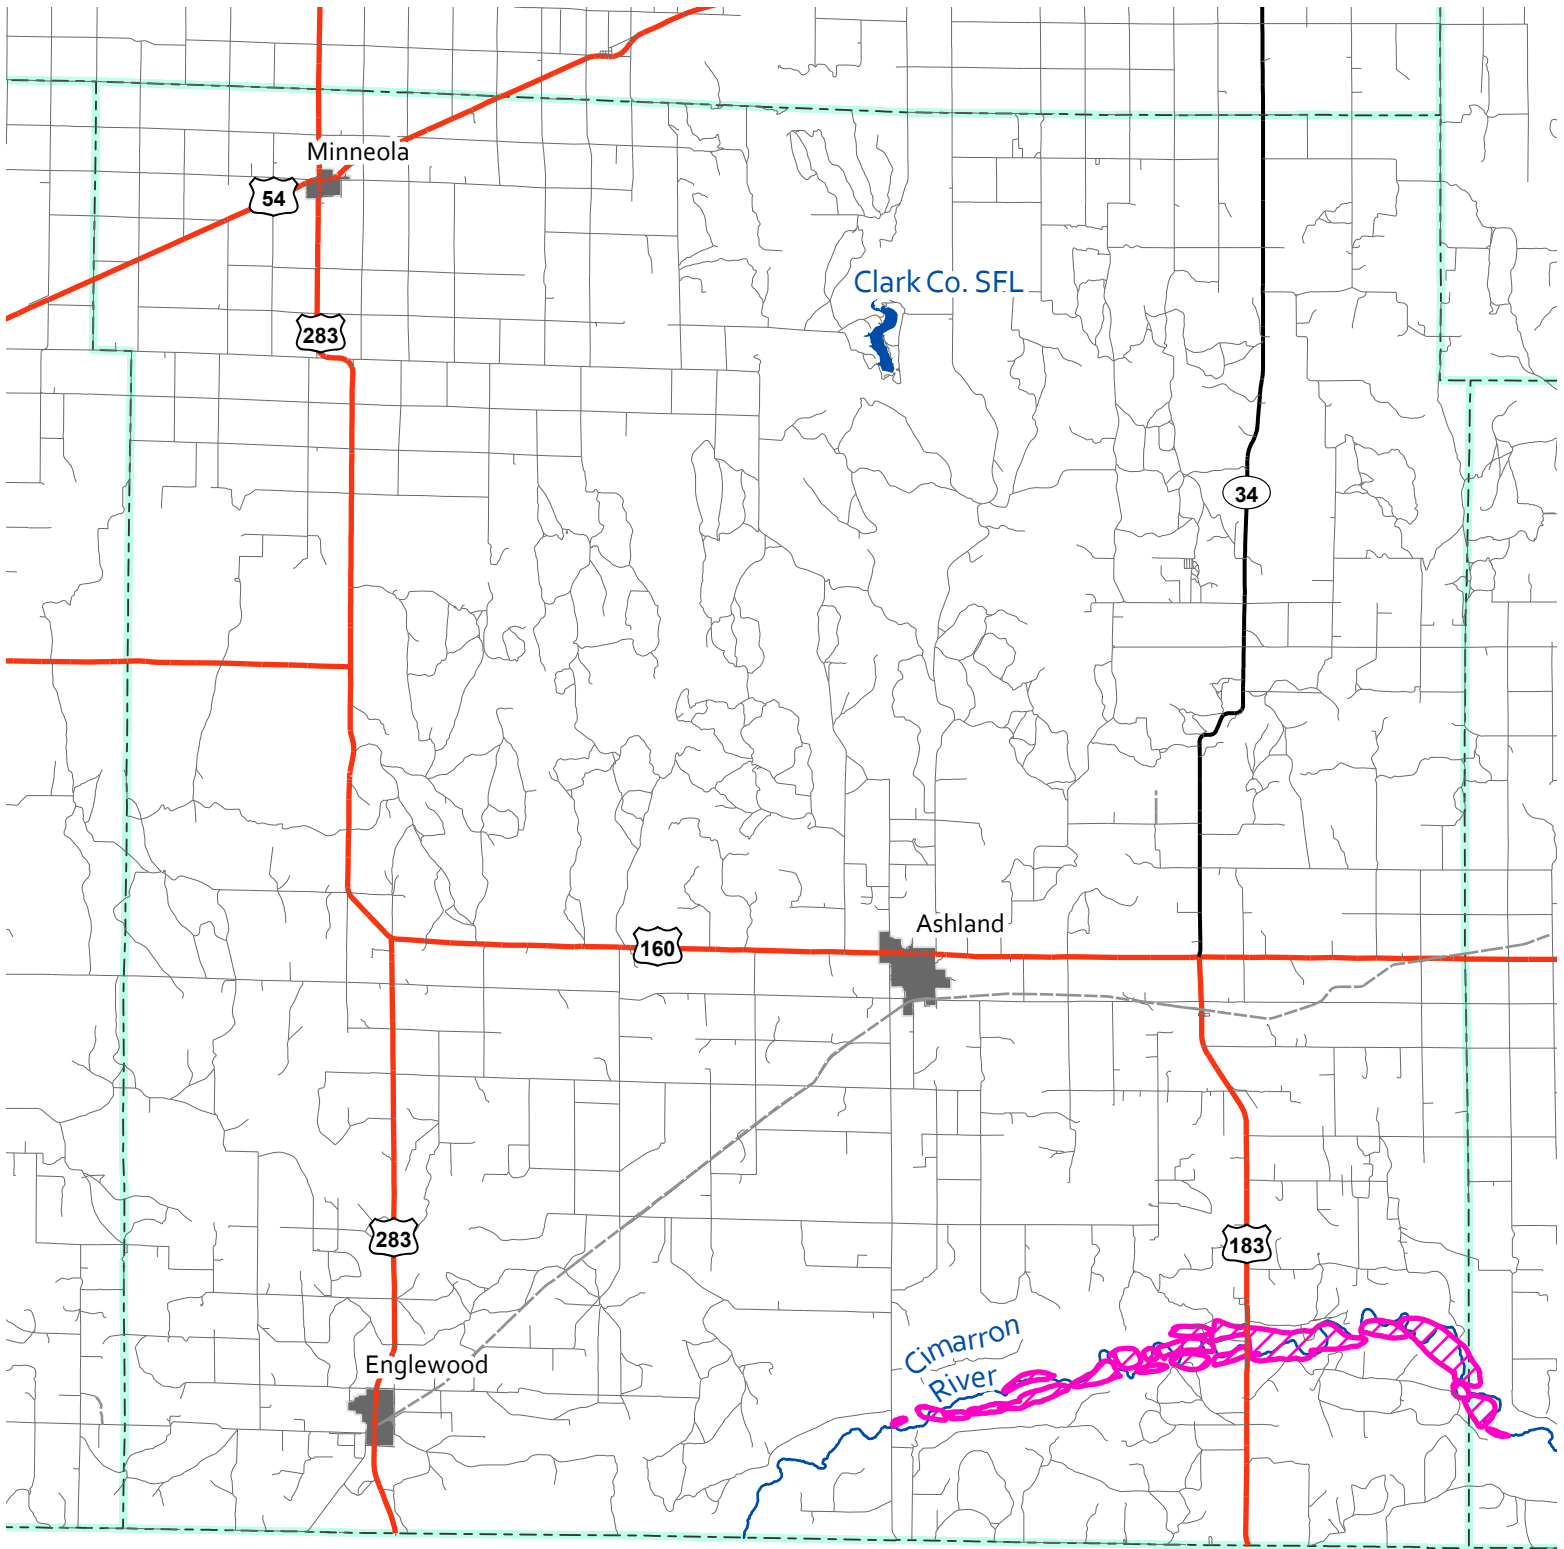 Minneola
54
Clark Co. SFL
283
34
Ashland
160
283
183
Cimarron
River
Englewood